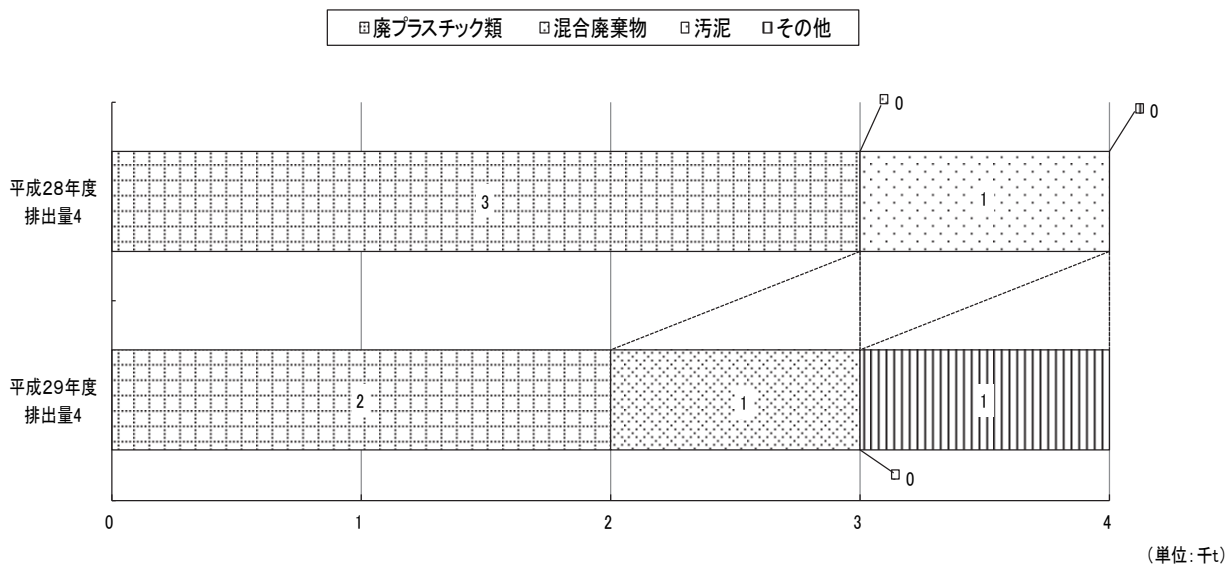 廃プラスチック類 混合廃棄物 汚泥 その他
0 0
平成28年度
排出量4
3 1
平成29年度
排出量4
2 1 1
0
0 1 2 3 4
(単位:千t)